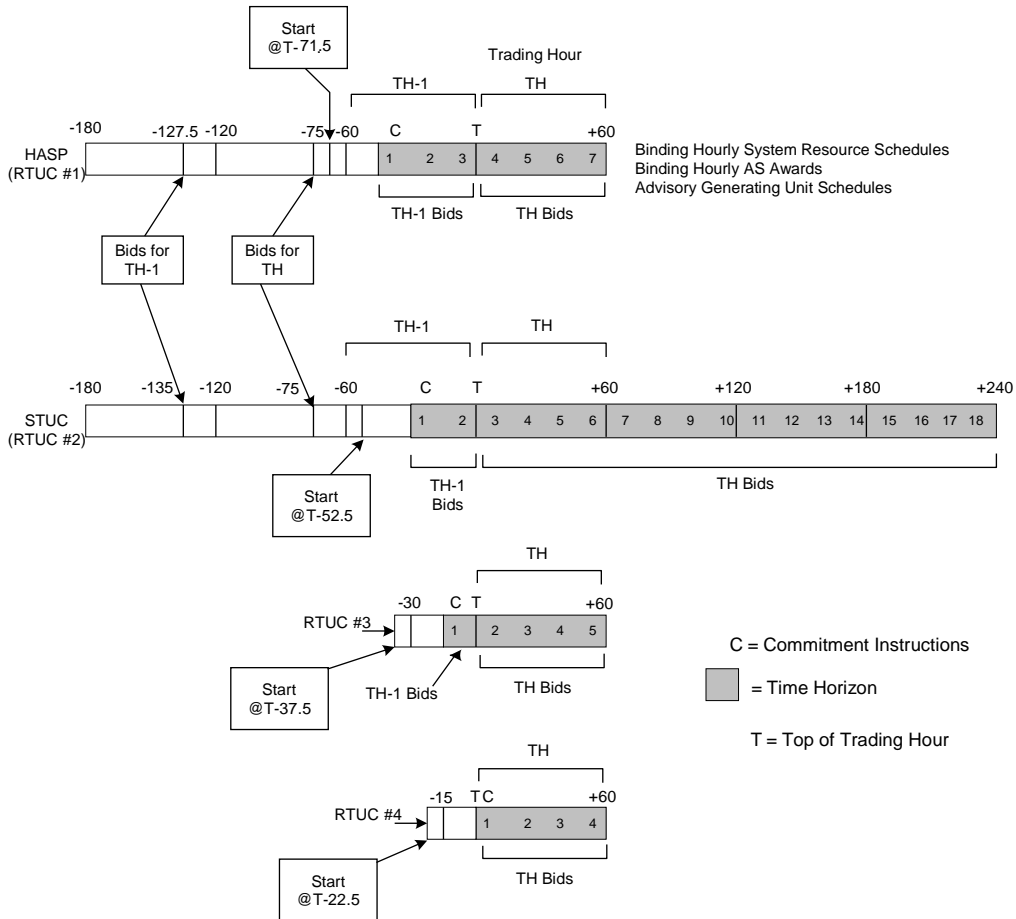 Start
@T-71.5
Trading Hour
TH-1
TH
-180
-127.5
-120
-75
-60
C
T
+60
HASP
(RTUC #1)
1 2 3 4 5 6 7
Binding Hourly System Resource Schedules
Binding Hourly AS Awards
Advisory Generating Unit Schedules
TH-1 Bids
TH Bids
Bids for
TH-1
Bids for
TH
TH-1
TH
-180
-135
-120
-75
-60
C
T
+60
+120
+180
+240
STUC
(RTUC #2)
1 2 3 4 5 6 7 8 9 10 11 12 13 14 15 16 17 18
TH-1
Bids
TH Bids
Start
@T-52.5
TH
-30
C
T
+60
RTUC #3
1 2 3 4 5
Start
@T-37.5
TH-1 Bids
TH Bids
C = Commitment Instructions
= Time Horizon
T = Top of Trading Hour
TH
-15
T C
+60
RTUC #4
1 2 3 4
TH Bids
Start
@T-22.5